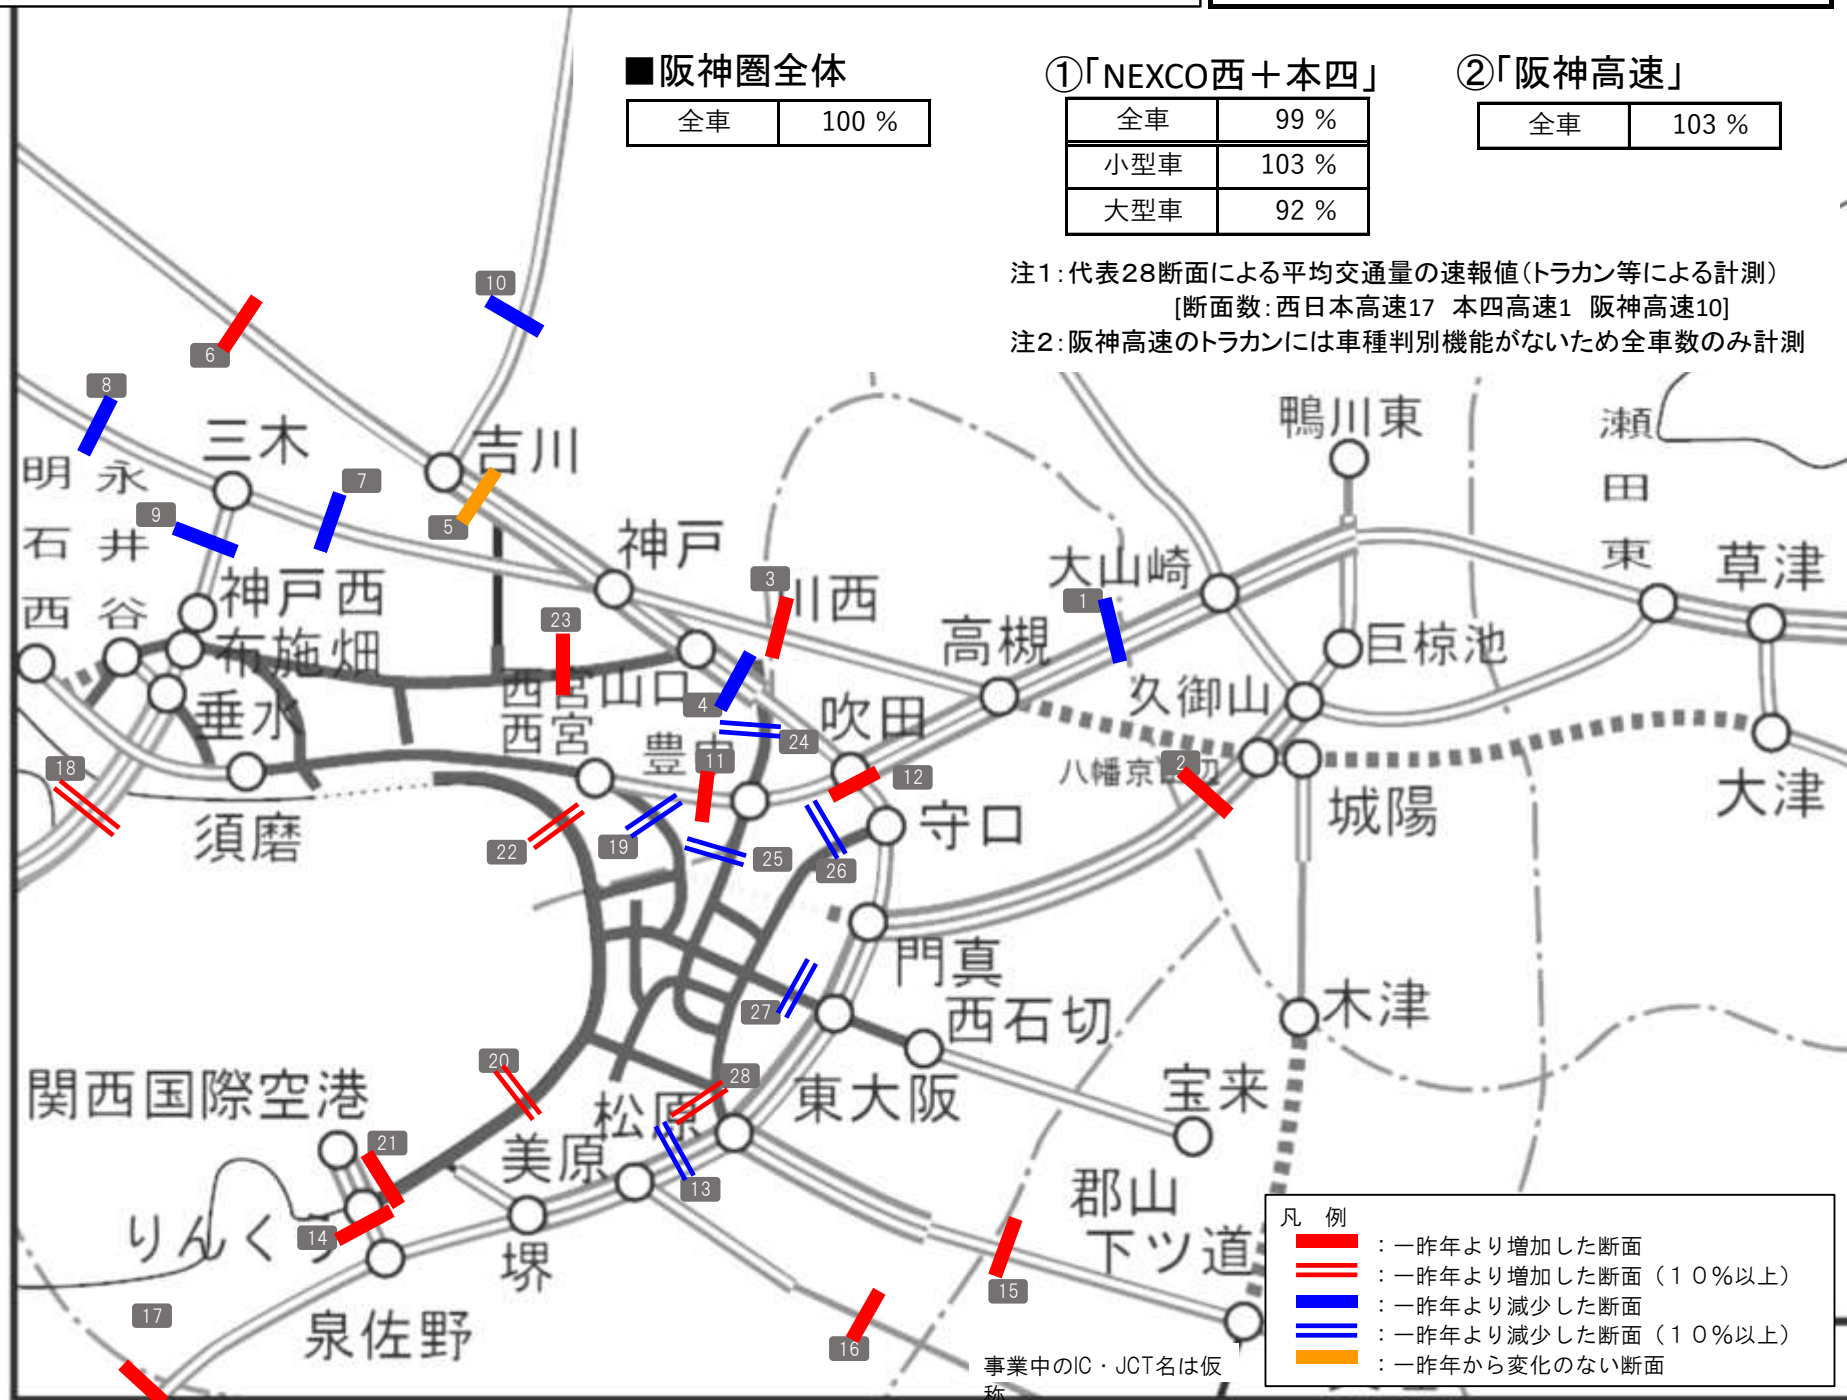 ■阪神圏全体
全車 100 %
①「NEXCO西＋本四」
全車 99 %
小型車 103 %
大型車 92 %
②「阪神高速」
全車 103 %
注１：代表２８断面による平均交通量の速報値（トラカン等による計測）
[断面数：西日本高速17 本四高速1 阪神高速10]
注２：阪神高速のトラカンには車種判別機能がないため全車数のみ計測
10
6
8
三木
吉川
鴨川東
瀬田東
明石西
永井谷
7
9
5
神戸
3
川西
大山崎
1
草津
神戸西
布施畑
23
高槻
巨椋池
西宮山口
4
久御山
垂水
西宮
24
吹田
豊中
11
12
2
八幡京田辺
18
大津
須磨
22
19
25
26
守口
城陽
門真
27
西石切
木津
20
28
関西国際空港
松原
東大阪
宝来
21
美原
13
郡山
下ツ道
りんくう
14
堺
15
17
泉佐野
16
事業中のIC・JCT名は仮
称
凡 例
：一昨年より増加した断面
：一昨年より増加した断面（１０％以上）
：一昨年より減少した断面
：一昨年より減少した断面（１０％以上）
：一昨年から変化のない断面